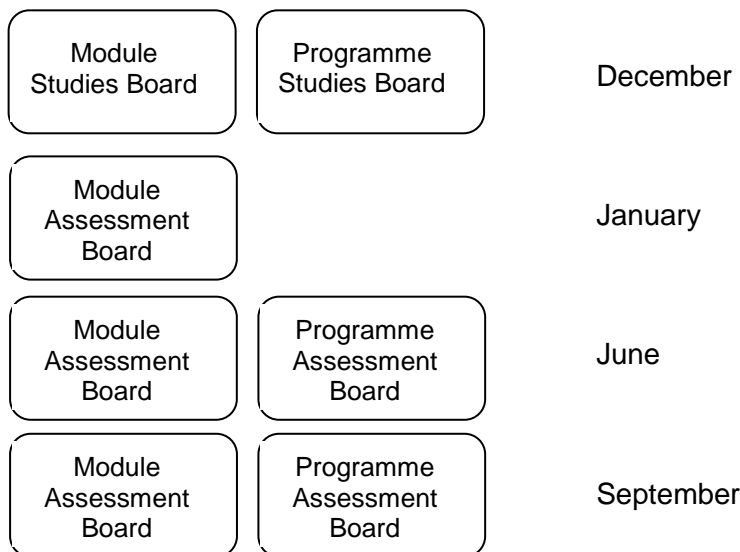 Module
Studies Board
Programme
Studies Board
December
Module
Assessment
Board
January
Module
Assessment
Board
Programme
Assessment
Board
June
Module
Assessment
Board
Programme
Assessment
Board
September